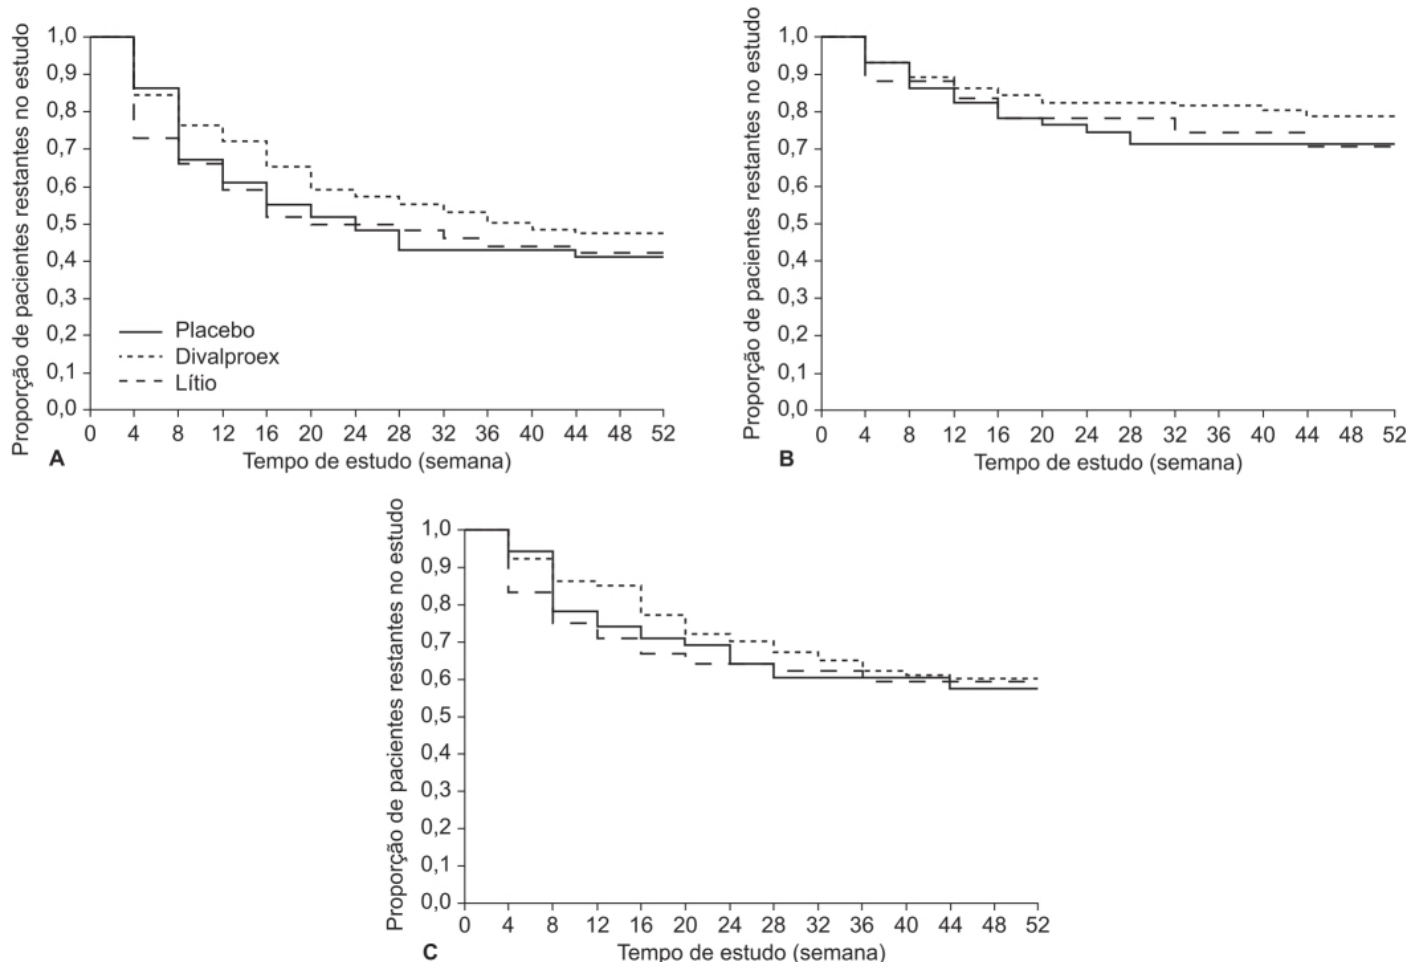 Proporção de pacientes restantes no estudo
1,0
0,9
0,8
0,7
0,6
0,5
0,4
0,3
0,2
0,1
0,0
Placebo
Divalproex
Lítio
0 4 8 12 16 20 24 28 32 36 40 44 48 52
A
Tempo de estudo (semana)
Proporção de pacientes restantes no estudo
1,0
0,9
0,8
0,7
0,6
0,5
0,4
0,3
0,2
0,1
0,0
0 4 8 12 16 20 24 28 32 36 40 44 48 52
B
Tempo de estudo (semana)
Proporção de pacientes restantes no estudo
1,0
0,9
0,8
0,7
0,6
0,5
0,4
0,3
0,2
0,1
0,0
0 4 8 12 16 20 24 28 32 36 40 44 48 52
C
Tempo de estudo (semana)